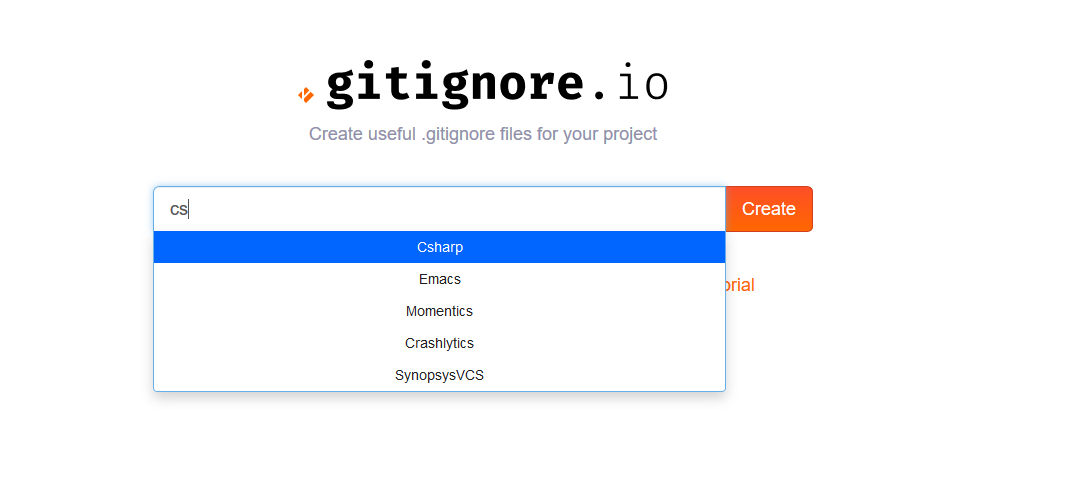 gitignore.io
Create useful .gitignore files for your project
cs
Create
Csharp
Emacs
orial
Momentics
Crashlytics
SynopsysVCS